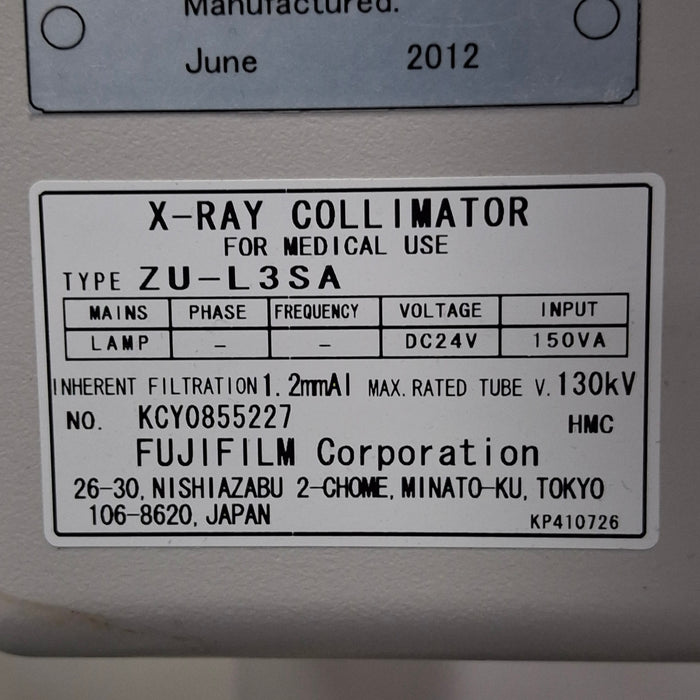 Manufactured.
June 2012
X-RAY COLLIMATOR
FOR MEDICAL USE
TYPE ZU-L3SA
MAINS PHASE FREQUENCY VOLTAGE INPUT
LAMP – – DC24V 150VA
INHERENT FILTRATION 1.2mmAl MAX. RATED TUBE V. 130kV
NO. KCY0855227 HMC
FUJIFILM Corporation
26-30, NISHIAZABU 2-CHOME, MINATO-KU, TOKYO
106-8620, JAPAN KP410726